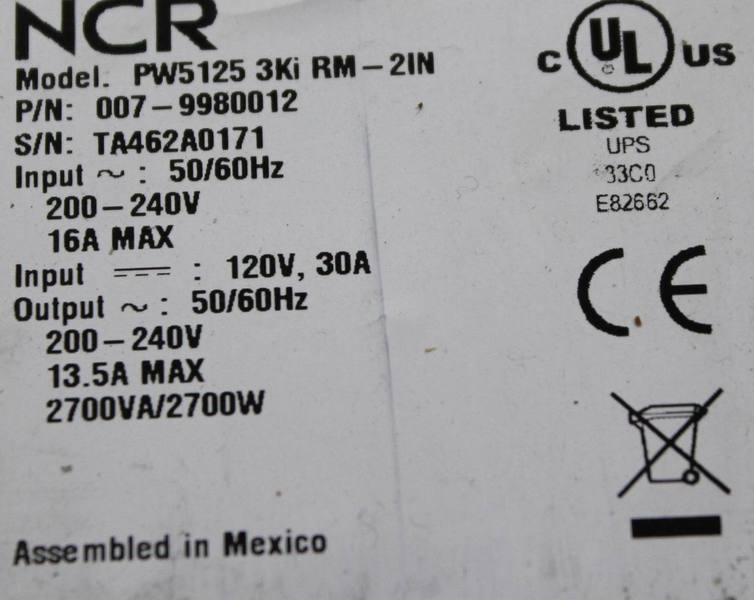 NCR
Model. PW5125 3Ki RM-2IN
P/N: 007-9980012
S/N: TA462A0171
Input ~ : 50/60Hz
200-240V
16A MAX
Input ⎓ : 120V, 30A
Output ~ : 50/60Hz
200-240V
13.5A MAX
2700VA/2700W
Assembled in Mexico
C UL US
LISTED
UPS
33C0
E82662
CE